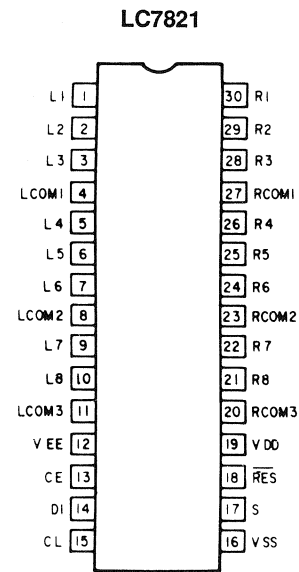 LC7821
L1 1 30 R1
L2 2 29 R2
L3 3 28 R3
LCOM1 4 27 RCOM1
L4 5 26 R4
L5 6 25 R5
L6 7 24 R6
LCOM2 8 23 RCOM2
L7 9 22 R7
L8 10 21 R8
LCOM3 11 20 RCOM3
VEE 12 19 VDD
CE 13 18 R̅E̅S̅
DI 14 17 S
CL 15 16 VSS